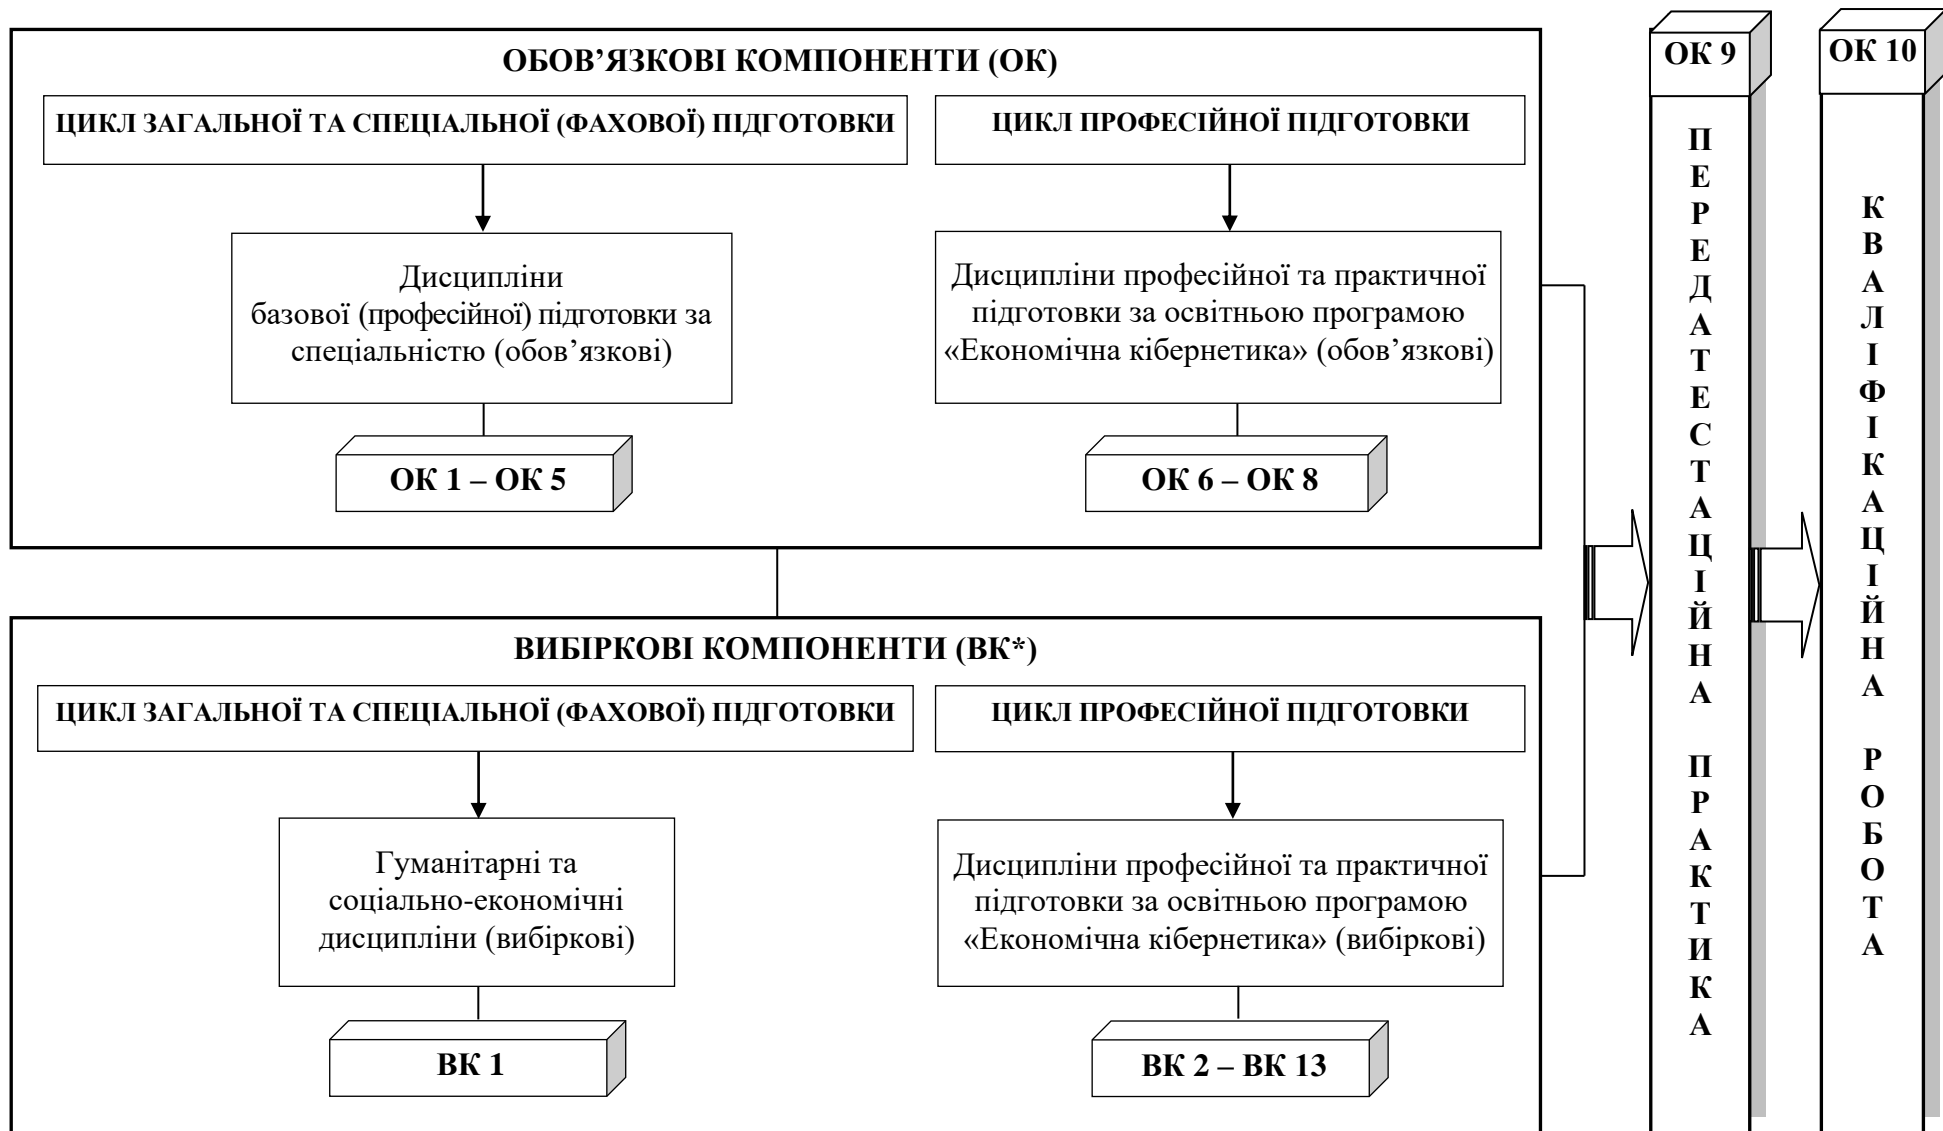 ОБОВ’ЯЗКОВІ КОМПОНЕНТИ (ОК)
ЦИКЛ ЗАГАЛЬНОЇ ТА СПЕЦІАЛЬНОЇ (ФАХОВОЇ) ПІДГОТОВКИ
ЦИКЛ ПРОФЕСІЙНОЇ ПІДГОТОВКИ
Дисципліни
базової (професійної) підготовки за
спеціальністю (обов’язкові)
Дисципліни професійної та практичної
підготовки за освітньою програмою
«Економічна кібернетика» (обов’язкові)
ОК 1 – ОК 5
ОК 6 – ОК 8
ВИБІРКОВІ КОМПОНЕНТИ (ВК*)
ЦИКЛ ЗАГАЛЬНОЇ ТА СПЕЦІАЛЬНОЇ (ФАХОВОЇ) ПІДГОТОВКИ
ЦИКЛ ПРОФЕСІЙНОЇ ПІДГОТОВКИ
Гуманітарні та
соціально-економічні
дисципліни (вибіркові)
Дисципліни професійної та практичної
підготовки за освітньою програмою
«Економічна кібернетика» (вибіркові)
ВК 1
ВК 2 – ВК 13
ОК 9
ПЕРЕДАТЕСТАЦІЙНА ПРАКТИКА
ОК 10
КВАЛІФІКАЦІЙНА РОБОТА